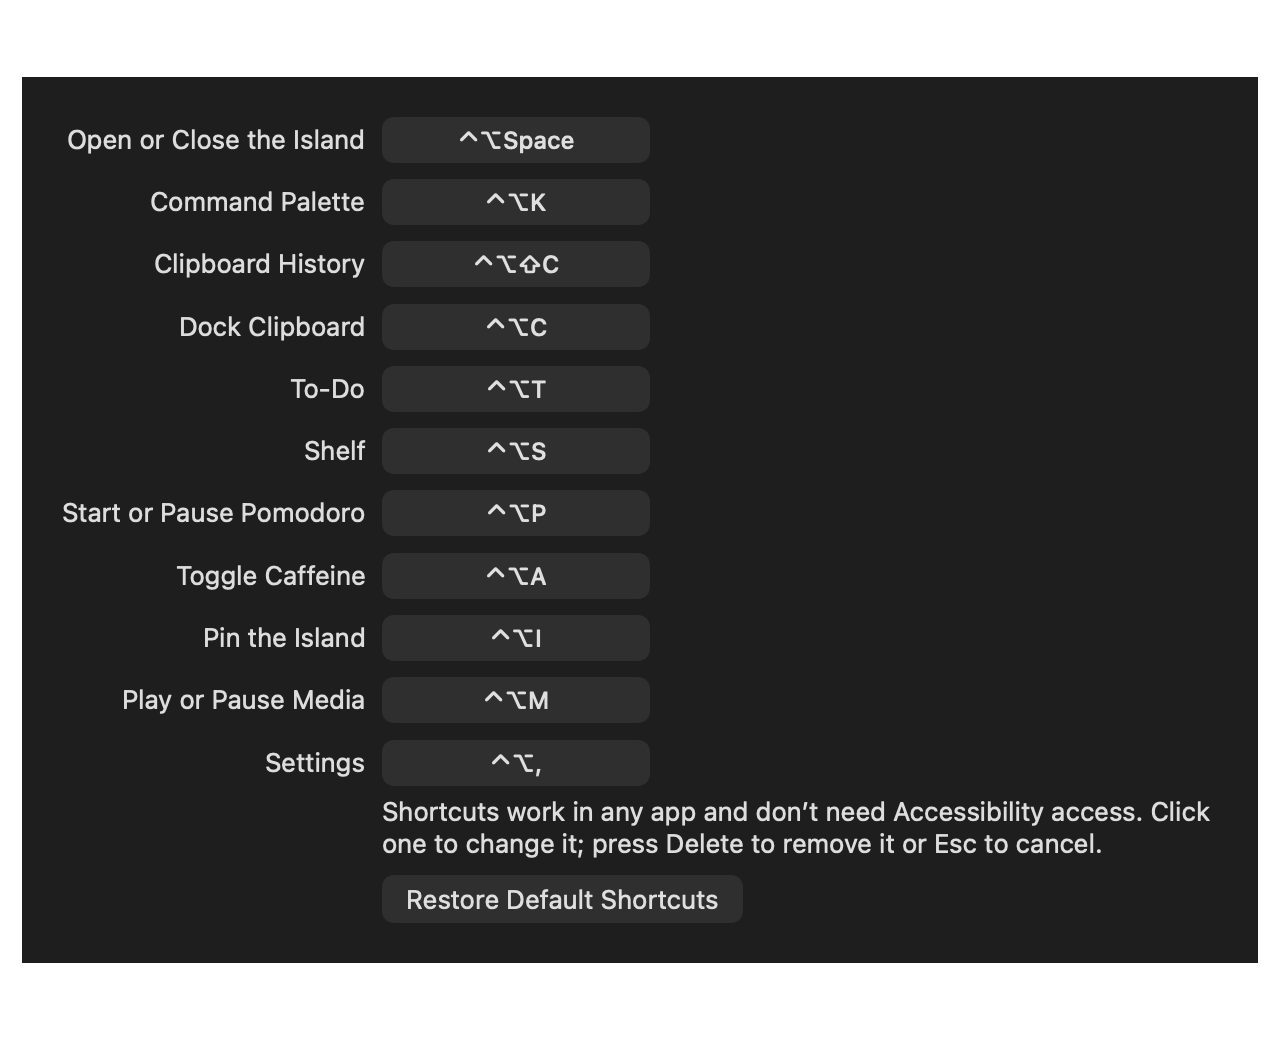 Open or Close the Island ⌃⌥Space
Command Palette ⌃⌥K
Clipboard History ⌃⌥⇧C
Dock Clipboard ⌃⌥C
To-Do ⌃⌥T
Shelf ⌃⌥S
Start or Pause Pomodoro ⌃⌥P
Toggle Caffeine ⌃⌥A
Pin the Island ⌃⌥I
Play or Pause Media ⌃⌥M
Settings ⌃⌥,
Shortcuts work in any app and don’t need Accessibility access. Click
one to change it; press Delete to remove it or Esc to cancel.
Restore Default Shortcuts